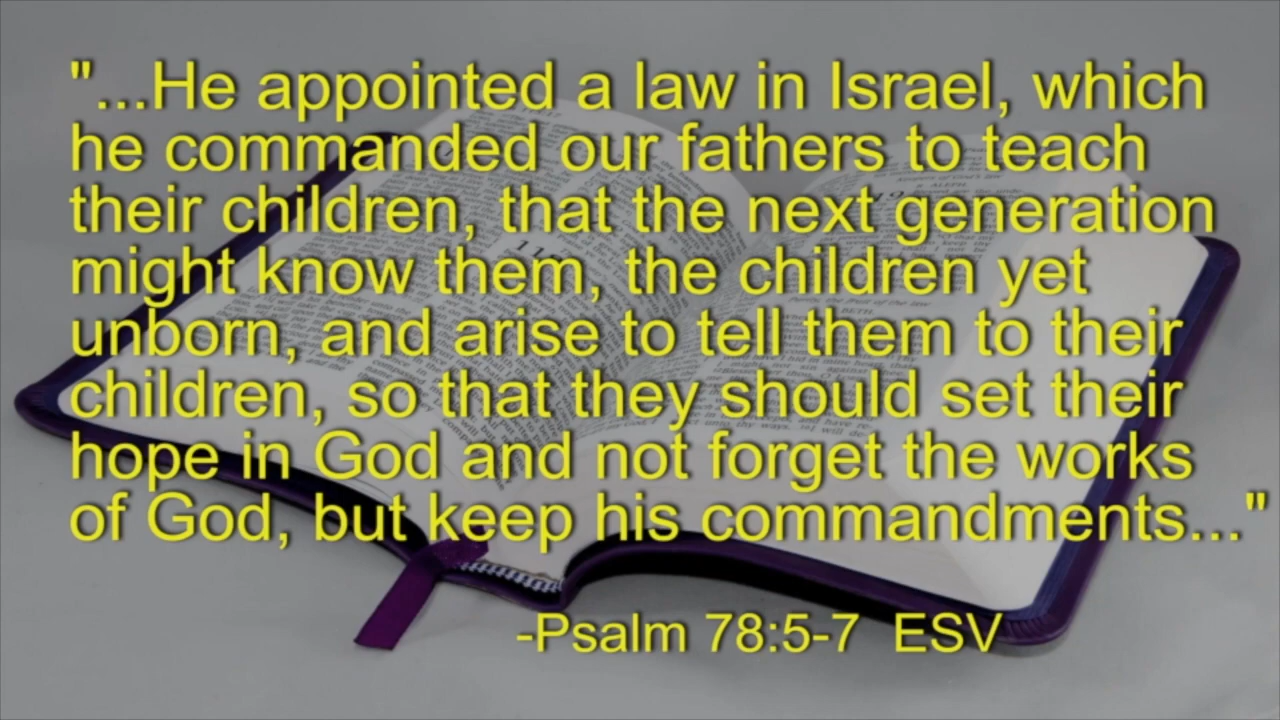 "...He appointed a law in Israel, which
he commanded our fathers to teach
their children, that the next generation
might know them, the children yet
unborn, and arise to tell them to their
children, so that they should set their
hope in God and not forget the works
of God, but keep his commandments..."
-Psalm 78:5-7  ESV